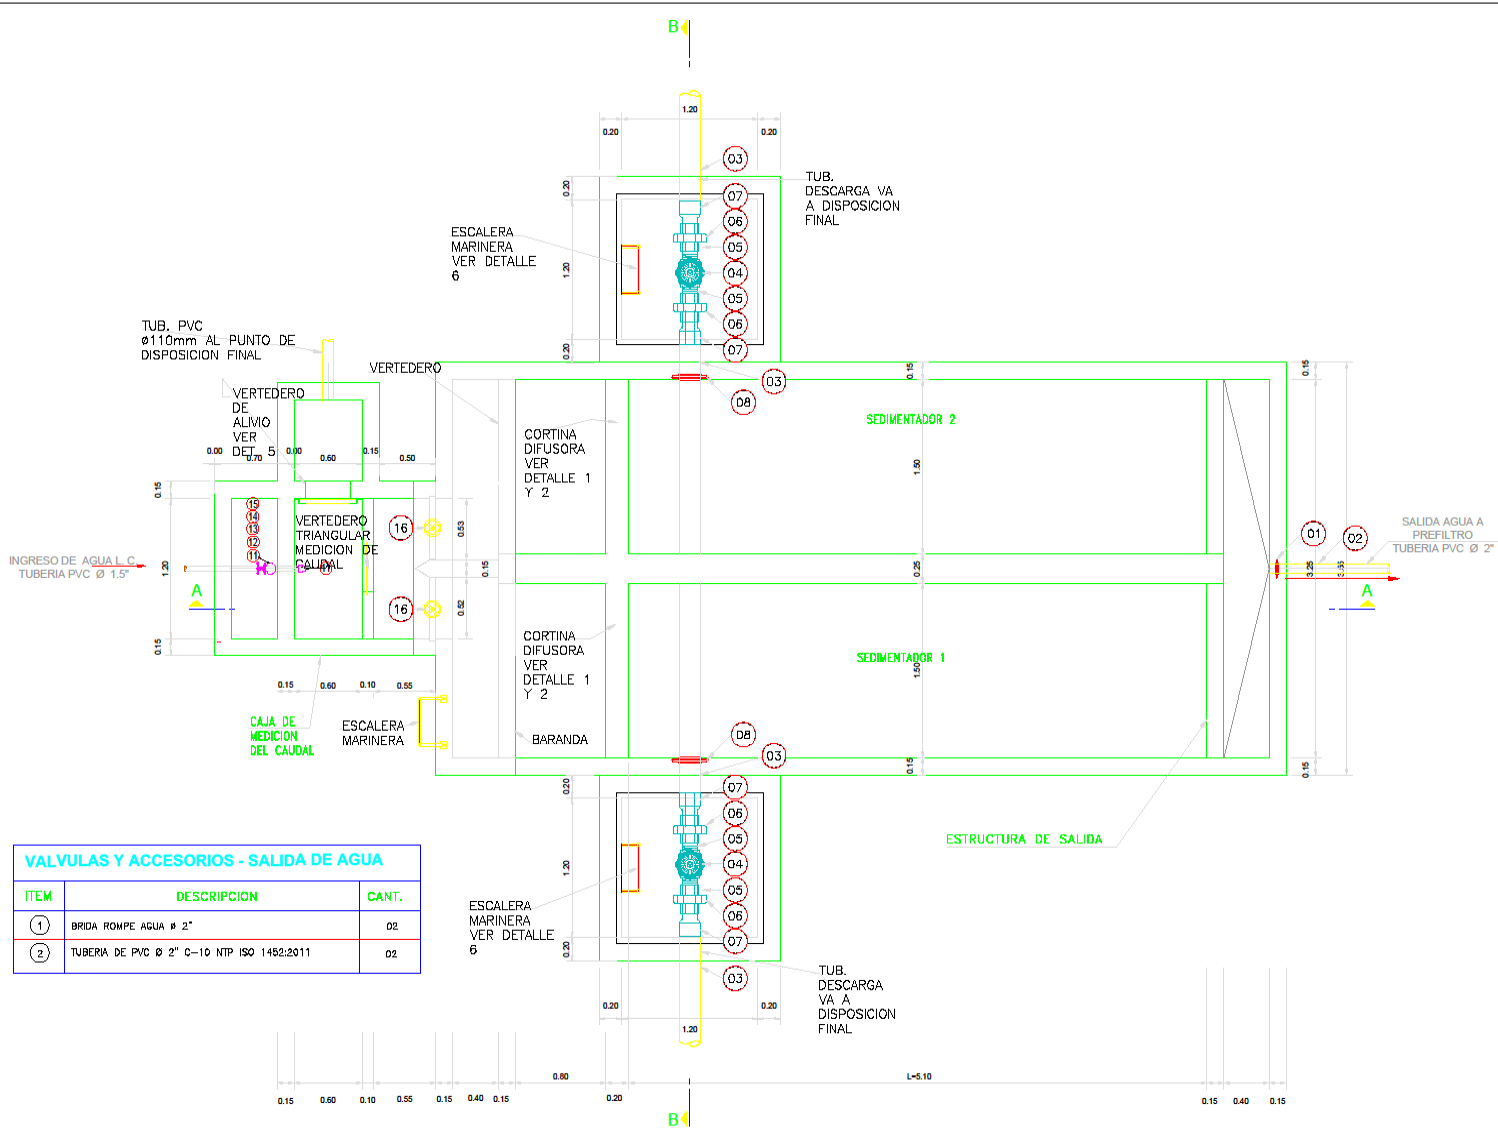 B
1.20
0.20
0.20
03
TUB.
DESCARGA VA
A DISPOSICION
FINAL
0.20
1.20
0.20
07
06
05
04
05
06
07
ESCALERA
MARINERA
VER DETALLE
6
TUB. PVC
Ø110mm AL PUNTO DE
DISPOSICION FINAL
VERTEDERO
VERTEDERO
DE
ALIVIO
VER
DET. 5
0.00
0.70
0.00
0.60
0.15
0.50
03
08
0.15
SEDIMENTADOR 2
CORTINA
DIFUSORA
VER
DETALLE 1
Y 2
1.50
0.15
0.15
1.20
0.15
15
14
13
12
11
VERTEDERO
TRIANGULAR
MEDICION DE
CAUDAL
16
16
0.53
0.15
0.52
0.25
INGRESO DE AGUA L.C.
TUBERIA PVC Ø 1.5"
A
01
02
3.25
3.55
SALIDA AGUA A
PREFILTRO
TUBERIA PVC Ø 2"
A
CORTINA
DIFUSORA
VER
DETALLE 1
Y 2
SEDIMENTADOR 1
1.50
0.15
0.60
0.10
0.55
CAJA DE
MEDICION
DEL CAUDAL
ESCALERA
MARINERA
BARANDA
08
03
0.15
0.15
0.20
1.20
0.20
07
06
05
04
05
06
07
03
ESTRUCTURA DE SALIDA
ESCALERA
MARINERA
VER DETALLE
6
TUB.
DESCARGA
VA A
DISPOSICION
FINAL
0.20
0.20
1.20
VALVULAS Y ACCESORIOS - SALIDA DE AGUA
ITEM DESCRIPCION CANT.
1 BRIDA ROMPE AGUA Ø 2" 02
2 TUBERIA DE PVC Ø 2" C-10 NTP ISO 1452:2011 02
0.80
L=5.10
0.15 0.60 0.10 0.55 0.15 0.40 0.15 0.20 0.15 0.40 0.15
B